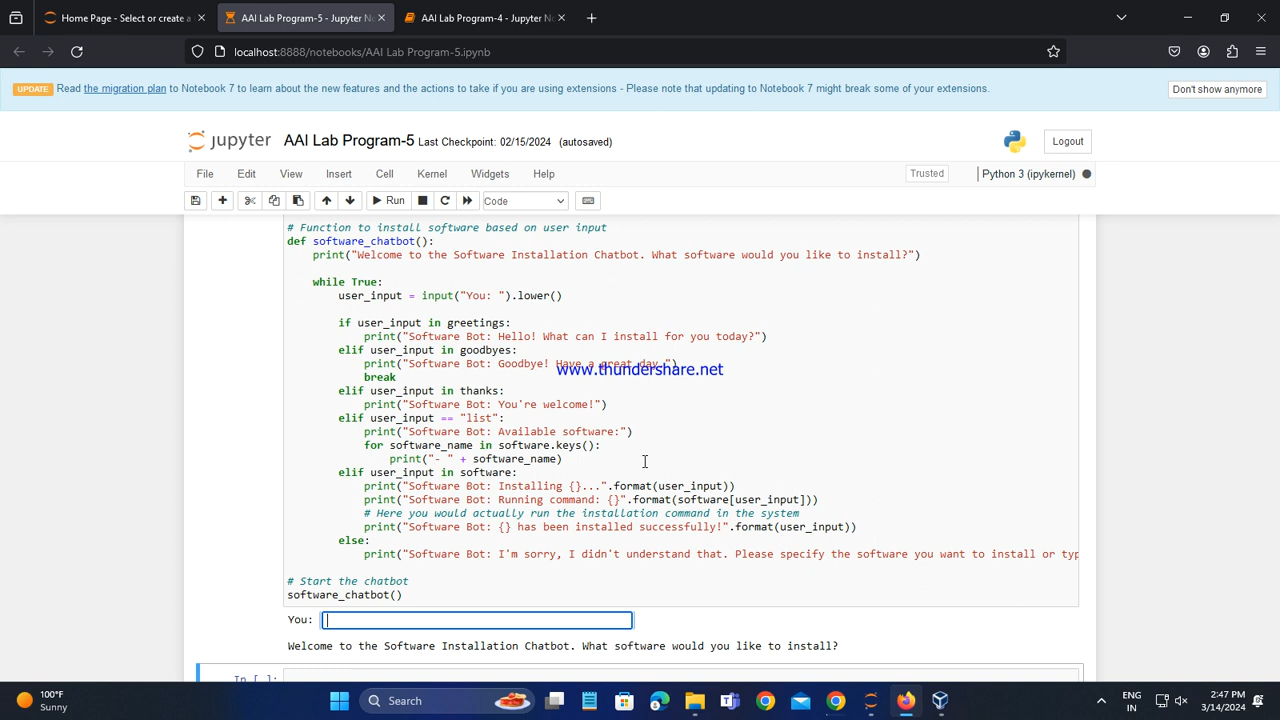 Home Page - Select or create a
AAI Lab Program-5 - Jupyter No
AAI Lab Program-4 - Jupyter No
localhost:8888/notebooks/AAI Lab Program-5.ipynb
UPDATE Read the migration plan to Notebook 7 to learn about the new features and the actions to take if you are using extensions - Please note that updating to Notebook 7 might break some of your extensions.
Don't show anymore
jupyter AAI Lab Program-5 Last Checkpoint: 02/15/2024 (autosaved)
Logout
File Edit View Insert Cell Kernel Widgets Help
Trusted
Python 3 (ipykernel)
Run
Code
# Function to install software based on user input
def software_chatbot():
    print("Welcome to the Software Installation Chatbot. What software would you like to install?")
    while True:
        user_input = input("You: ").lower()
        if user_input in greetings:
            print("Software Bot: Hello! What can I install for you today?")
        elif user_input in goodbyes:
            print("Software Bot: Goodbye! Have a great day.")
www.thundershare.net
            break
        elif user_input in thanks:
            print("Software Bot: You're welcome!")
        elif user_input == "list":
            print("Software Bot: Available software:")
            for software_name in software.keys():
                print("- " + software_name)
        elif user_input in software:
            print("Software Bot: Installing {}...".format(user_input))
            print("Software Bot: Running command: {}".format(software[user_input]))
            # Here you would actually run the installation command in the system
            print("Software Bot: {} has been installed successfully!".format(user_input))
        else:
            print("Software Bot: I'm sorry, I didn't understand that. Please specify the software you want to install or typ
# Start the chatbot
software_chatbot()
You:
Welcome to the Software Installation Chatbot. What software would you like to install?
In [ ]:
100°F
Sunny
Search
ENG
IN
2:47 PM
3/14/2024